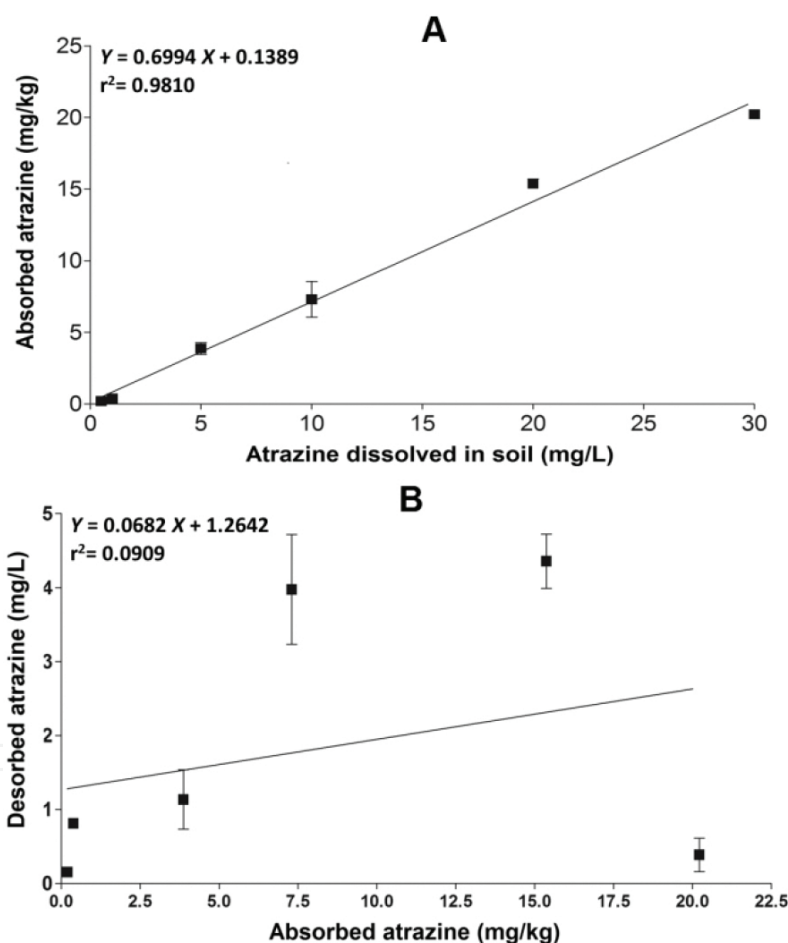 A
Y = 0.6994 X + 0.1389
r²= 0.9810
25
20
15
10
5
0
Absorbed atrazine (mg/kg)
0 5 10 15 20 25 30
Atrazine dissolved in soil (mg/L)
B
Y = 0.0682 X + 1.2642
r²= 0.0909
5
4
3
2
1
0
Desorbed atrazine (mg/L)
0.0 2.5 5.0 7.5 10.0 12.5 15.0 17.5 20.0 22.5
Absorbed atrazine (mg/kg)